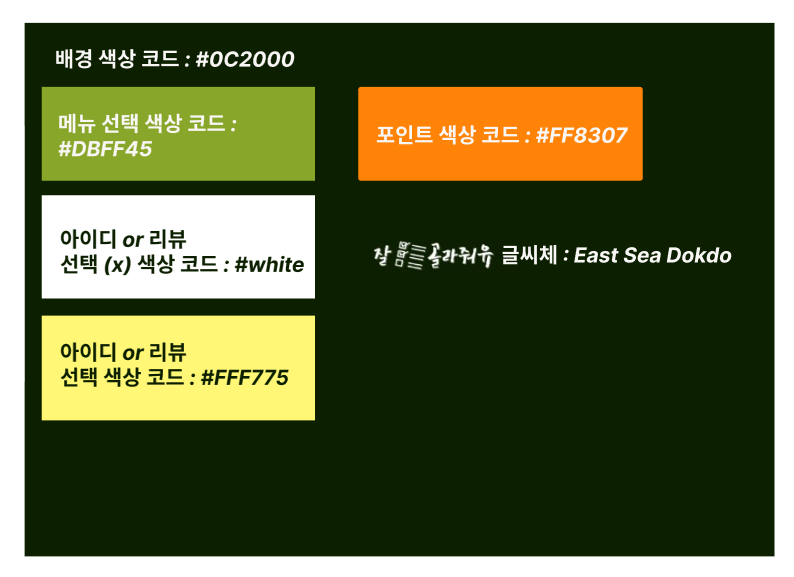 배경 색상 코드 : #0C2000
메뉴 선택 색상 코드 :
#DBFF45
포인트 색상 코드 : #FF8307
아이디 or 리뷰
선택 (x) 색상 코드 : #white
잘 골라줘유 글씨체 : East Sea Dokdo
아이디 or 리뷰
선택 색상 코드 : #FFF775